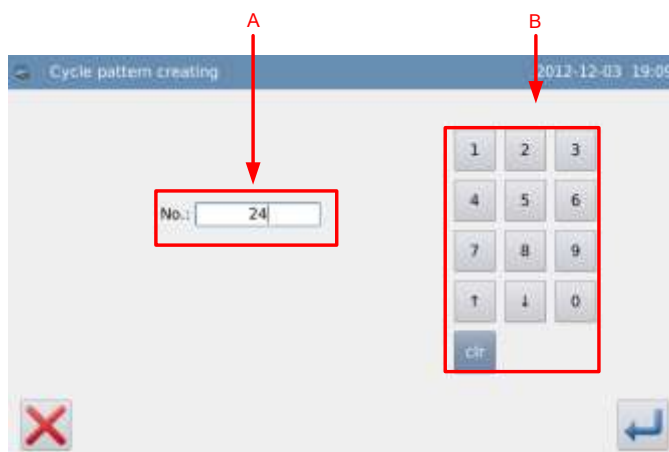 A B
Cycle pattern creating 2012-12-03 19:09
1 2 3
4 5 6
No.: 24
7 8 9
↑ ↓ 0
clr